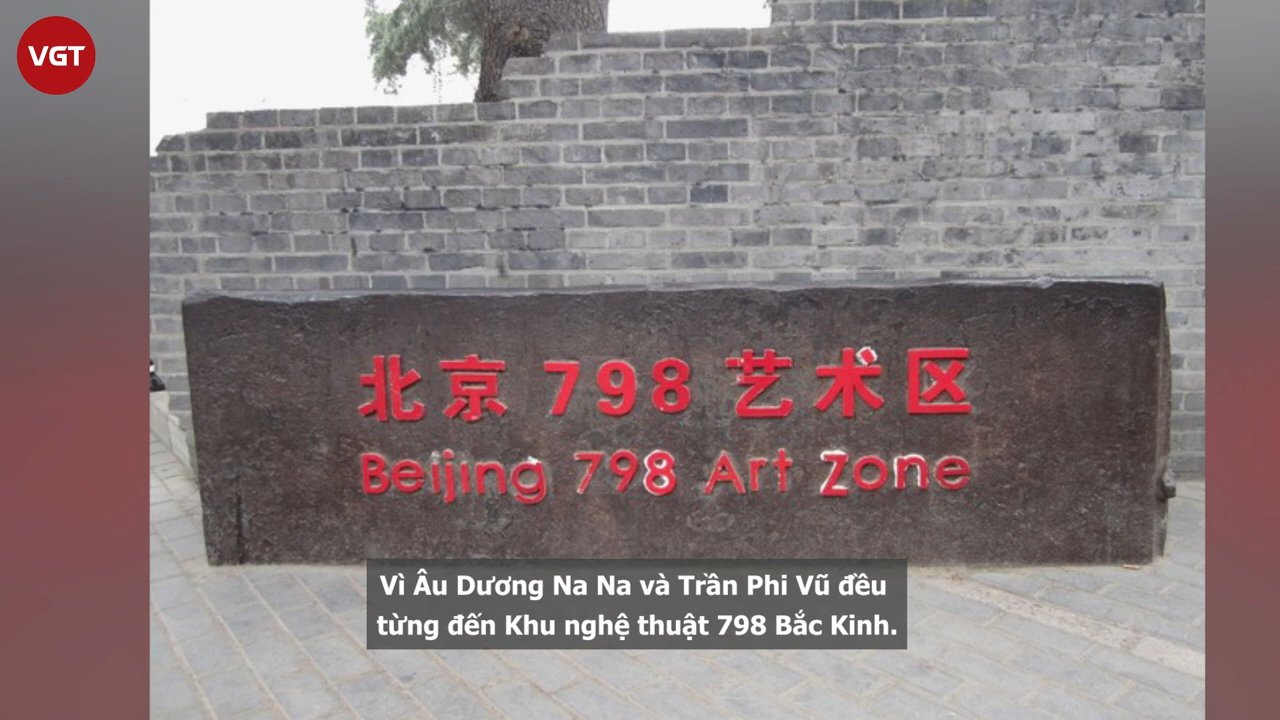 VGT
北京 798 艺术区
Beijing 798 Art Zone
Vì Âu Dương Na Na và Trần Phi Vũ đều
từng đến Khu nghệ thuật 798 Bắc Kinh.